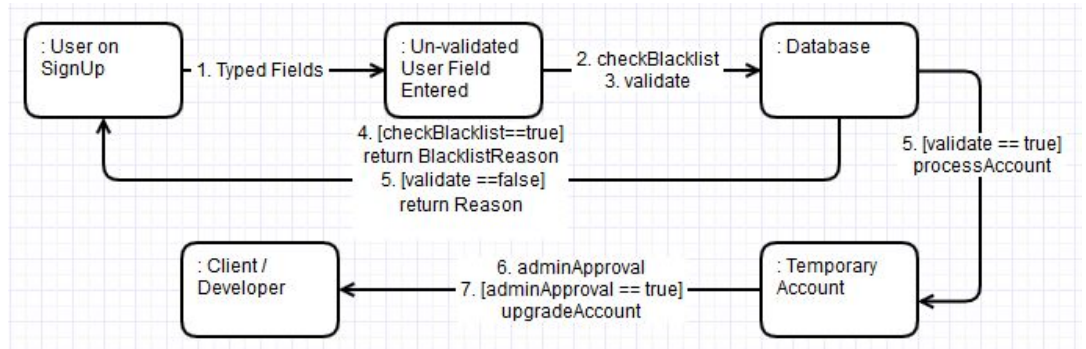 : User on
SignUp
1. Typed Fields
: Un-validated
User Field
Entered
2. checkBlacklist
3. validate
: Database
4. [checkBlacklist==true]
return BlacklistReason
5. [validate ==false]
return Reason
5. [validate == true]
processAccount
: Client /
Developer
6. adminApproval
7. [adminApproval == true]
upgradeAccount
: Temporary
Account